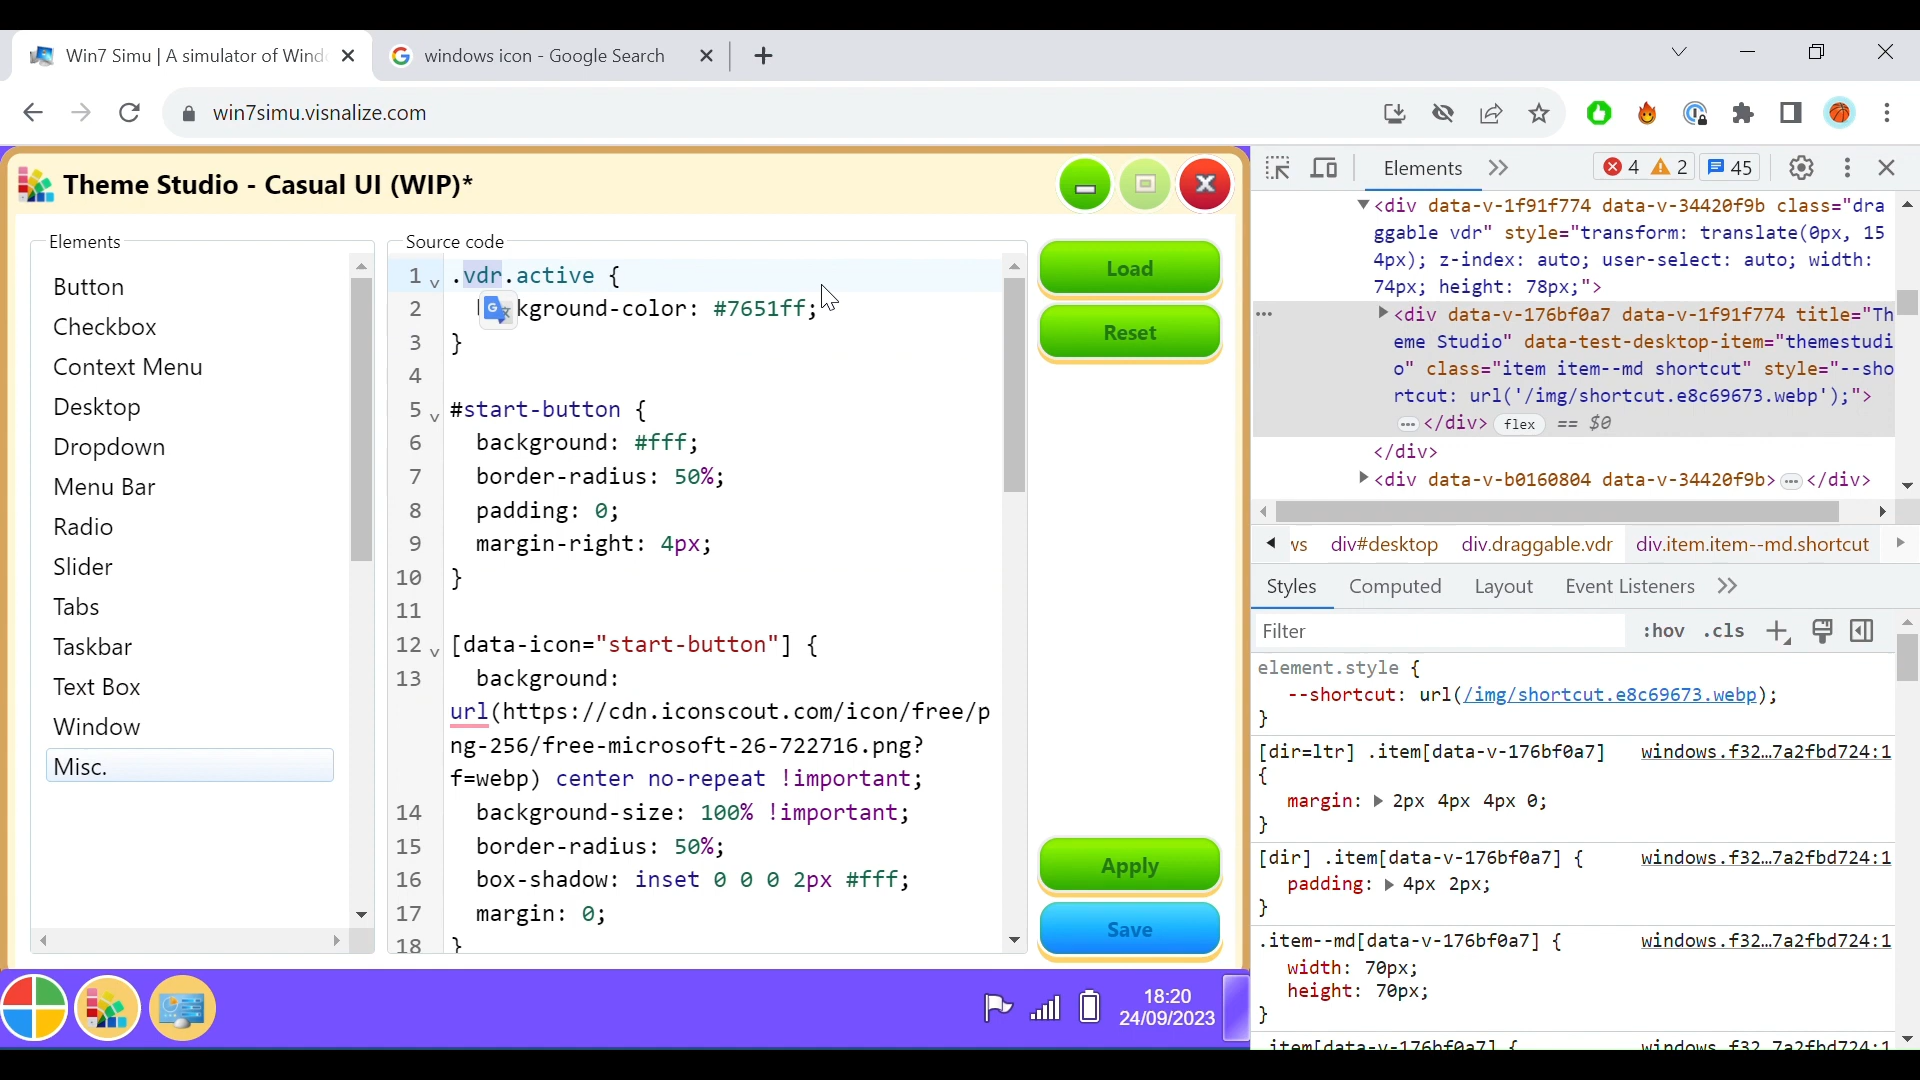 Win7 Simu | A simulator of Wind
windows icon - Google Search
win7simu.visnalize.com
Theme Studio - Casual UI (WIP)*
Elements
Button
Checkbox
Context Menu
Desktop
Dropdown
Menu Bar
Radio
Slider
Tabs
Taskbar
Text Box
Window
Misc.
Source code
1 .vdr.active {
2 kground-color: #7651ff;
3 }
4
5 #start-button {
6 background: #fff;
7 border-radius: 50%;
8 padding: 0;
9 margin-right: 4px;
10 }
11
12 [data-icon="start-button"] {
13 background:
url(https://cdn.iconscout.com/icon/free/p
ng-256/free-microsoft-26-722716.png?
f=webp) center no-repeat !important;
14 background-size: 100% !important;
15 border-radius: 50%;
16 box-shadow: inset 0 0 0 2px #fff;
17 margin: 0;
18 }
Load
Reset
Apply
Save
18:20
24/09/2023
Elements
4 2 45
<div data-v-1f91f774 data-v-34420f9b class="dra
ggable vdr" style="transform: translate(0px, 15
4px); z-index: auto; user-select: auto; width:
74px; height: 78px;">
<div data-v-176bf0a7 data-v-1f91f774 title="Th
eme Studio" data-test-desktop-item="themestudi
o" class="item item--md shortcut" style="--sho
rtcut: url('/img/shortcut.e8c69673.webp');">
… </div> flex == $0
</div>
<div data-v-b0160804 data-v-34420f9b> … </div>
ws div#desktop div.draggable.vdr div.item.item--md.shortcut
Styles Computed Layout Event Listeners
Filter :hov .cls
element.style {
--shortcut: url(/img/shortcut.e8c69673.webp);
}
[dir=ltr] .item[data-v-176bf0a7] windows.f32…7a2fbd724:1
{
margin: 2px 4px 4px 0;
}
[dir] .item[data-v-176bf0a7] { windows.f32…7a2fbd724:1
padding: 4px 2px;
}
.item--md[data-v-176bf0a7] { windows.f32…7a2fbd724:1
width: 70px;
height: 70px;
}
.item[data-v-176bf0a7] { windows.f32…7a2fbd724:1